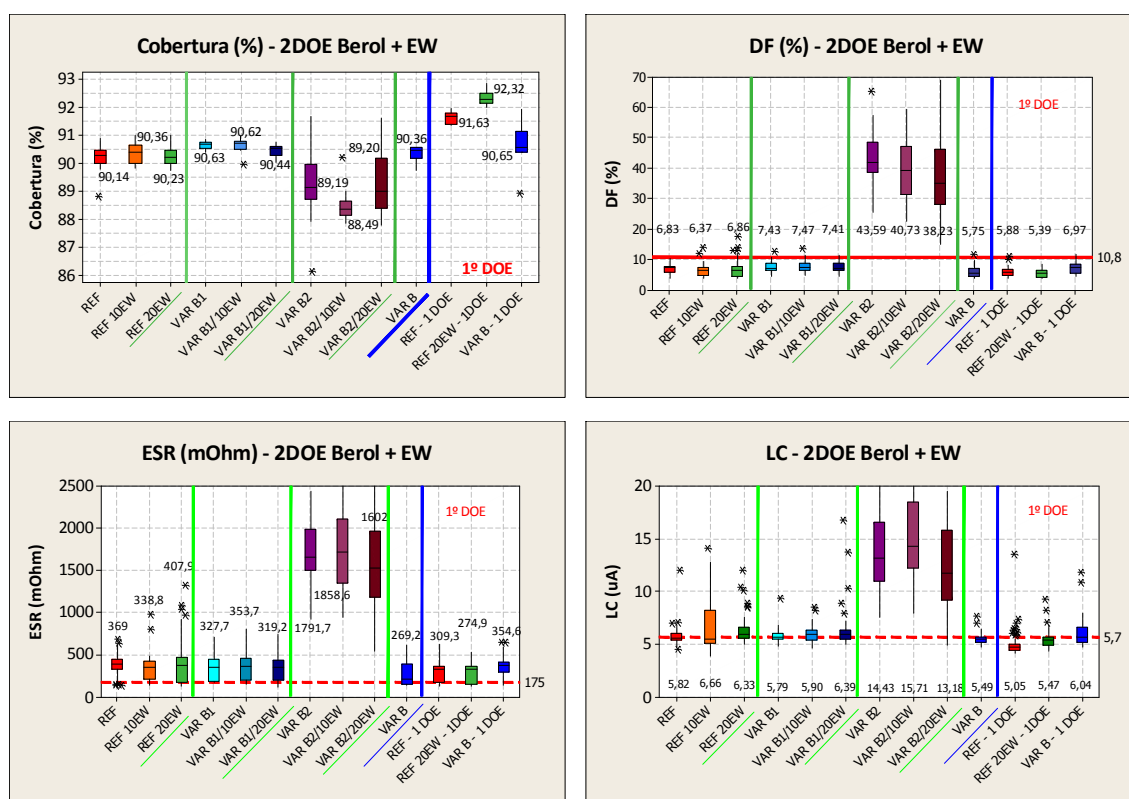 Cobertura (%) - 2DOE Berol + EW
Cobertura (%)
93
92
91
90
89
88
87
86
90,14
90,36
90,23
90,63
90,62
90,44
89,19
88,49
89,20
90,36
91,63
92,32
90,65
1º DOE
REF
REF 10EW
REF 20EW
VAR B1
VAR B1/10EW
VAR B1/20EW
VAR B2
VAR B2/10EW
VAR B2/20EW
VAR B
REF - 1 DOE
REF 20EW - 1DOE
VAR B - 1 DOE
DF (%) - 2DOE Berol + EW
DF (%)
70
60
50
40
30
20
10
0
1º DOE
6,83
6,37
6,86
7,43
7,47
7,41
43,59
40,73
38,23
5,75
5,88
5,39
6,97
10,8
REF
REF 10EW
REF 20EW
VAR B1
VAR B1/10EW
VAR B1/20EW
VAR B2
VAR B2/10EW
VAR B2/20EW
VAR B
REF - 1 DOE
REF 20EW - 1DOE
VAR B - 1 DOE
ESR (mOhm) - 2DOE Berol + EW
ESR (mOhm)
2500
2000
1500
1000
500
0
1º DOE
369
338,8
407,9
327,7
353,7
319,2
1791,7
1858,6
1602
269,2
309,3
274,9
354,6
175
REF
REF 10EW
REF 20EW
VAR B1
VAR B1/10EW
VAR B1/20EW
VAR B2
VAR B2/10EW
VAR B2/20EW
VAR B
REF - 1 DOE
REF 20EW - 1DOE
VAR B - 1 DOE
LC - 2DOE Berol + EW
LC (uA)
20
15
10
5
0
1º DOE
5,7
5,82
6,66
6,33
5,79
5,90
6,39
14,43
15,71
13,18
5,49
5,05
5,47
6,04
REF
REF 10EW
REF 20EW
VAR B1
VAR B1/10EW
VAR B1/20EW
VAR B2
VAR B2/10EW
VAR B2/20EW
VAR B
REF - 1 DOE
REF 20EW - 1DOE
VAR B - 1 DOE